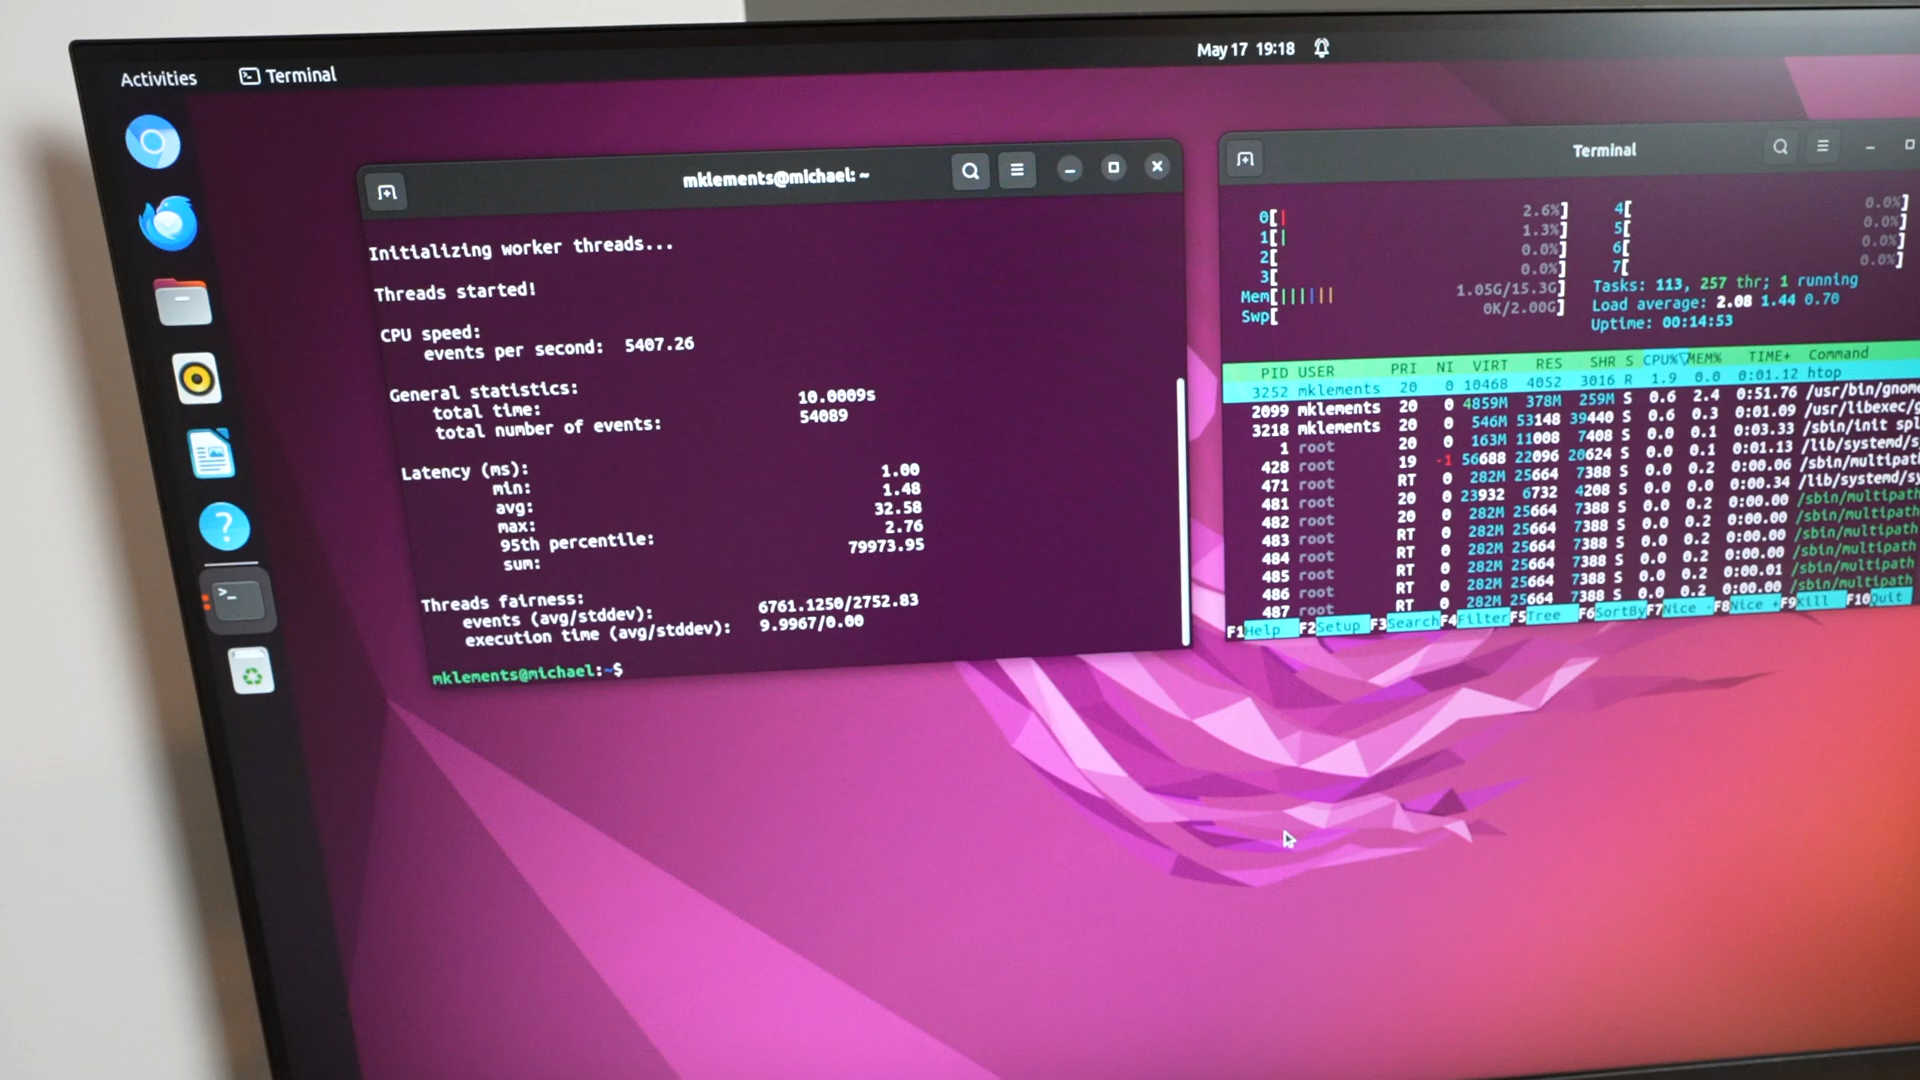 Activities
Terminal
May 17 19:18
mklements@michael: ~
Initializing worker threads...
Threads started!
CPU speed:
events per second: 5407.26
General statistics:
total time: 10.0009s
total number of events: 54089
Latency (ms):
min: 1.00
avg: 1.48
max: 32.58
95th percentile: 2.76
sum: 79973.95
Threads fairness:
events (avg/stddev): 6761.1250/2752.83
execution time (avg/stddev): 9.9967/0.00
mklements@michael:~$
Terminal
0[| 2.6%] 4[ 0.0%]
1[| 1.3%] 5[ 0.0%]
2[ 0.0%] 6[ 0.0%]
3[ 0.0%] 7[ 0.0%]
Mem[|||||| 1.05G/15.3G] Tasks: 113, 257 thr; 1 running
Swp[ 0K/2.00G] Load average: 2.08 1.44 0.70
Uptime: 00:14:53
PID USER PRI NI VIRT RES SHR S CPU%▽MEM% TIME+ Command
3252 mklements 20 0 10468 4052 3016 R 1.9 0.0 0:01.12 htop
2099 mklements 20 0 4859M 378M 259M S 0.6 2.4 0:51.76 /usr/bin/gnome
3218 mklements 20 0 546M 53148 39440 S 0.6 0.3 0:01.09 /usr/libexec/g
1 root 20 0 163M 11008 7408 S 0.0 0.1 0:03.33 /sbin/init spl
428 root 19 -1 56688 22096 20624 S 0.0 0.1 0:01.13 /lib/systemd/s
471 root RT 0 282M 25664 7388 S 0.0 0.2 0:00.06 /sbin/multipat
481 root 20 0 23932 6732 4208 S 0.0 0.0 0:00.34 /lib/systemd/sy
482 root 20 0 282M 25664 7388 S 0.0 0.2 0:00.00 /sbin/multipath
483 root RT 0 282M 25664 7388 S 0.0 0.2 0:00.00 /sbin/multipath
484 root RT 0 282M 25664 7388 S 0.0 0.2 0:00.00 /sbin/multipath
485 root RT 0 282M 25664 7388 S 0.0 0.2 0:00.00 /sbin/multipath
486 root RT 0 282M 25664 7388 S 0.0 0.2 0:00.01 /sbin/multipath
487 root RT 0 282M 25664 7388 S 0.0 0.2 0:00.00 /sbin/multipath
F1Help F2Setup F3Search F4Filter F5Tree F6SortBy F7Nice - F8Nice + F9Kill F10Quit